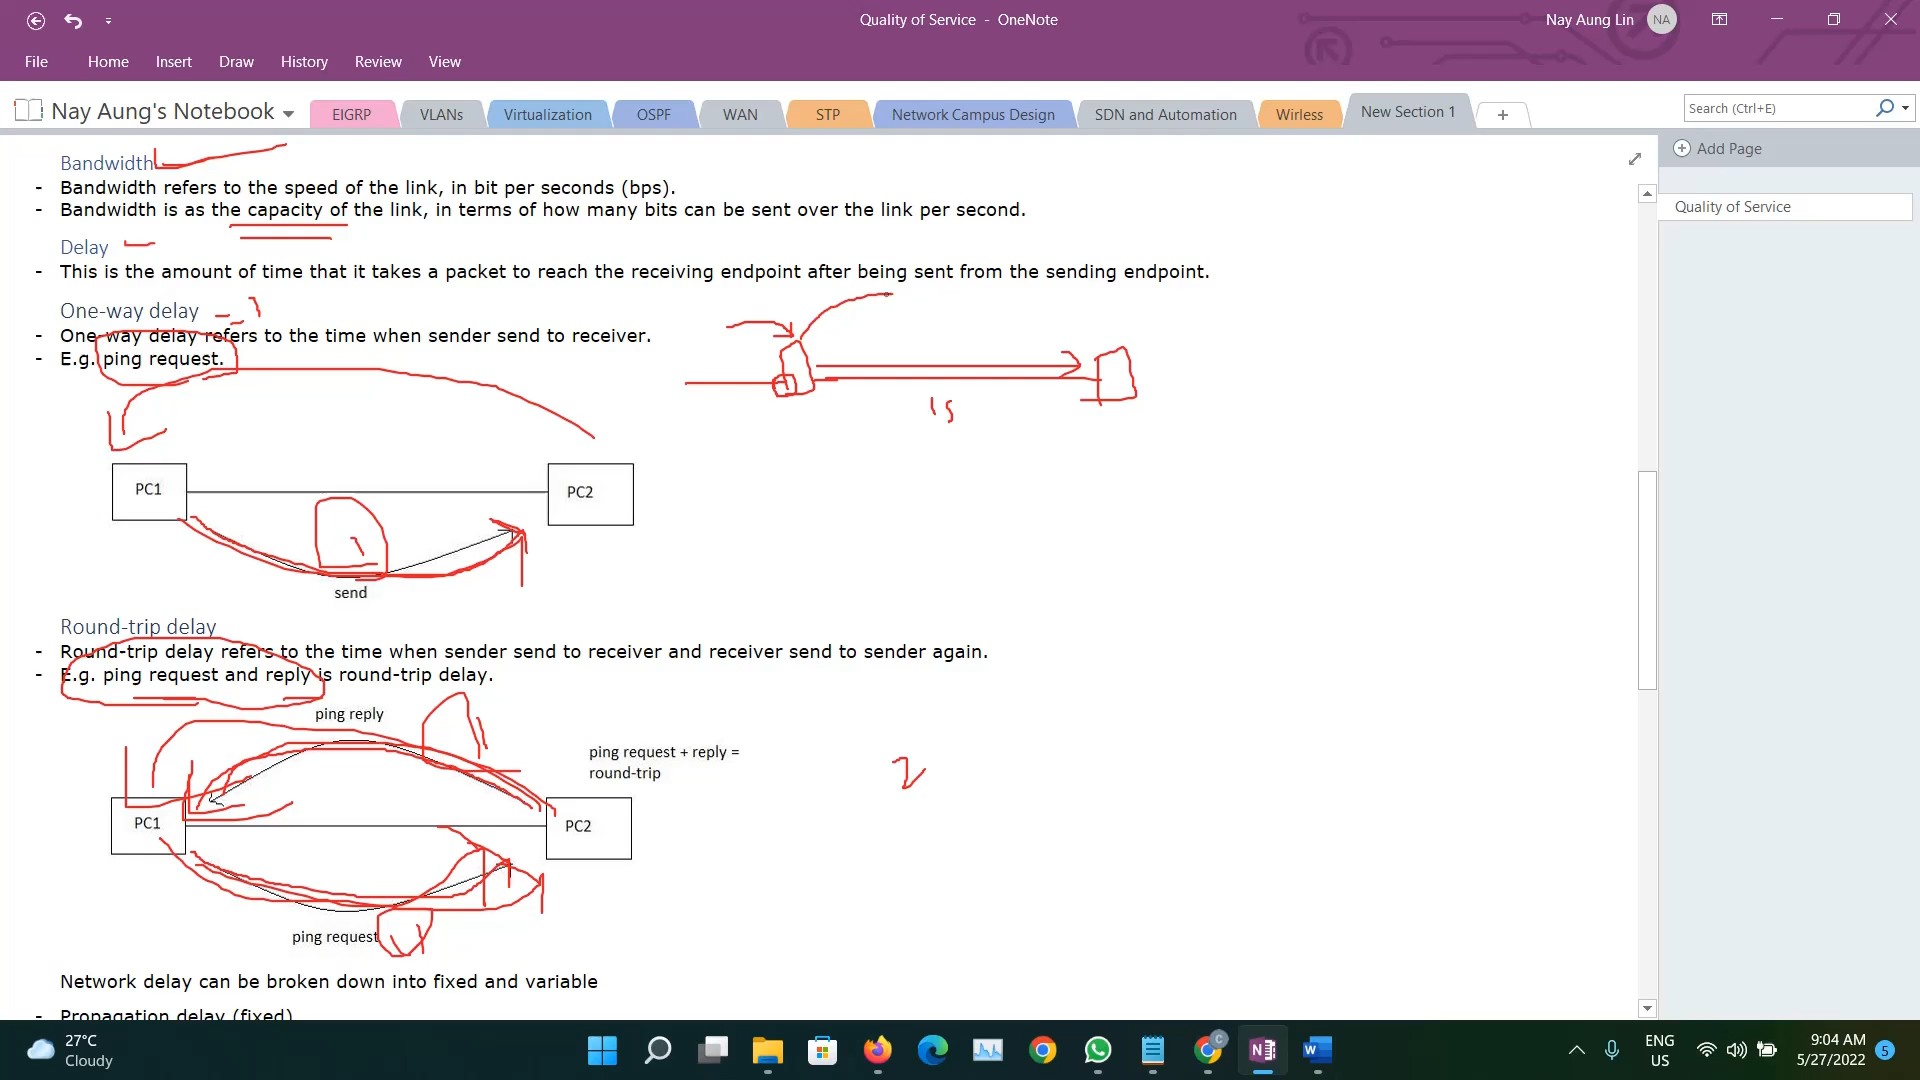 Quality of Service - OneNote
Nay Aung Lin
NA
File
Home
Insert
Draw
History
Review
View
Nay Aung's Notebook
EIGRP
VLANs
Virtualization
OSPF
WAN
STP
Network Campus Design
SDN and Automation
Wirless
New Section 1
Search (Ctrl+E)
Add Page
Quality of Service
Bandwidth
- Bandwidth refers to the speed of the link, in bit per seconds (bps).
- Bandwidth is as the capacity of the link, in terms of how many bits can be sent over the link per second.
Delay
- This is the amount of time that it takes a packet to reach the receiving endpoint after being sent from the sending endpoint.
One-way delay
- One-way delay refers to the time when sender send to receiver.
- E.g. ping request.
1s
PC1
PC2
1
send
Round-trip delay
- Round-trip delay refers to the time when sender send to receiver and receiver send to sender again.
- E.g. ping request and reply is round-trip delay.
ping reply
ping request + reply =
round-trip
2
PC1
PC2
ping request
Network delay can be broken down into fixed and variable
- Propagation delay (fixed)
27°C
Cloudy
ENG
US
9:04 AM
5/27/2022
5